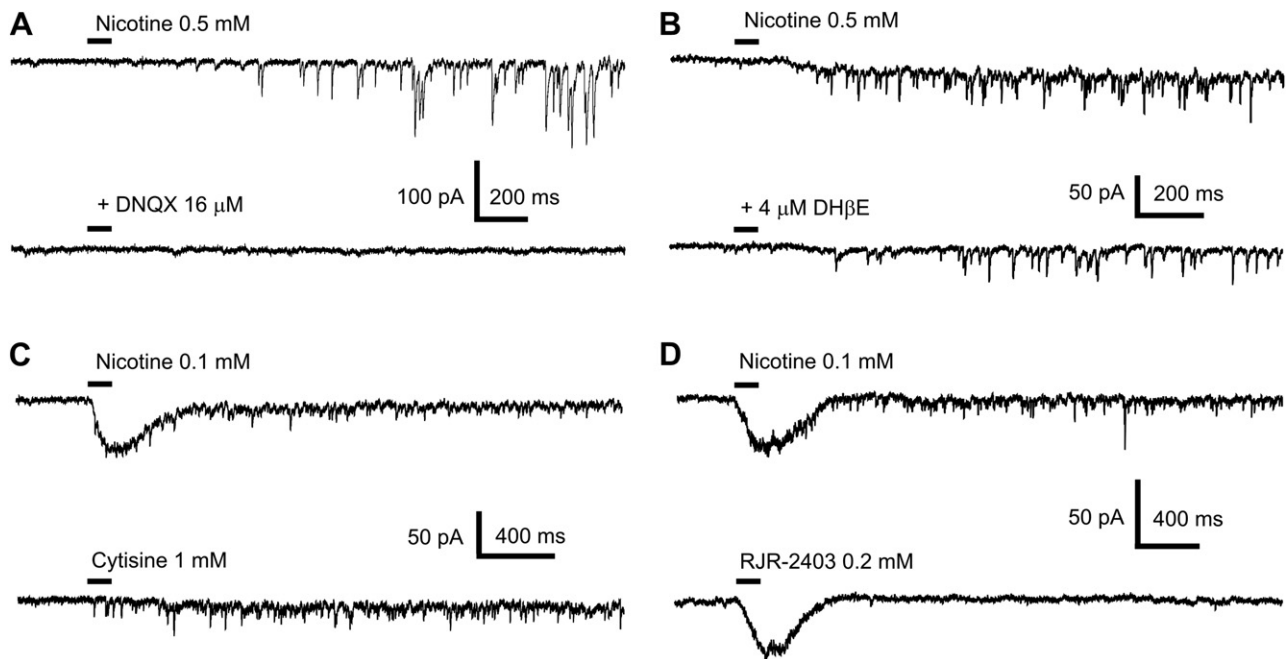 A
Nicotine 0.5 mM
100 pA
200 ms
+ DNQX 16 μM
B
Nicotine 0.5 mM
50 pA
200 ms
+ 4 μM DHβE
C
Nicotine 0.1 mM
50 pA
400 ms
Cytisine 1 mM
D
Nicotine 0.1 mM
50 pA
400 ms
RJR-2403 0.2 mM